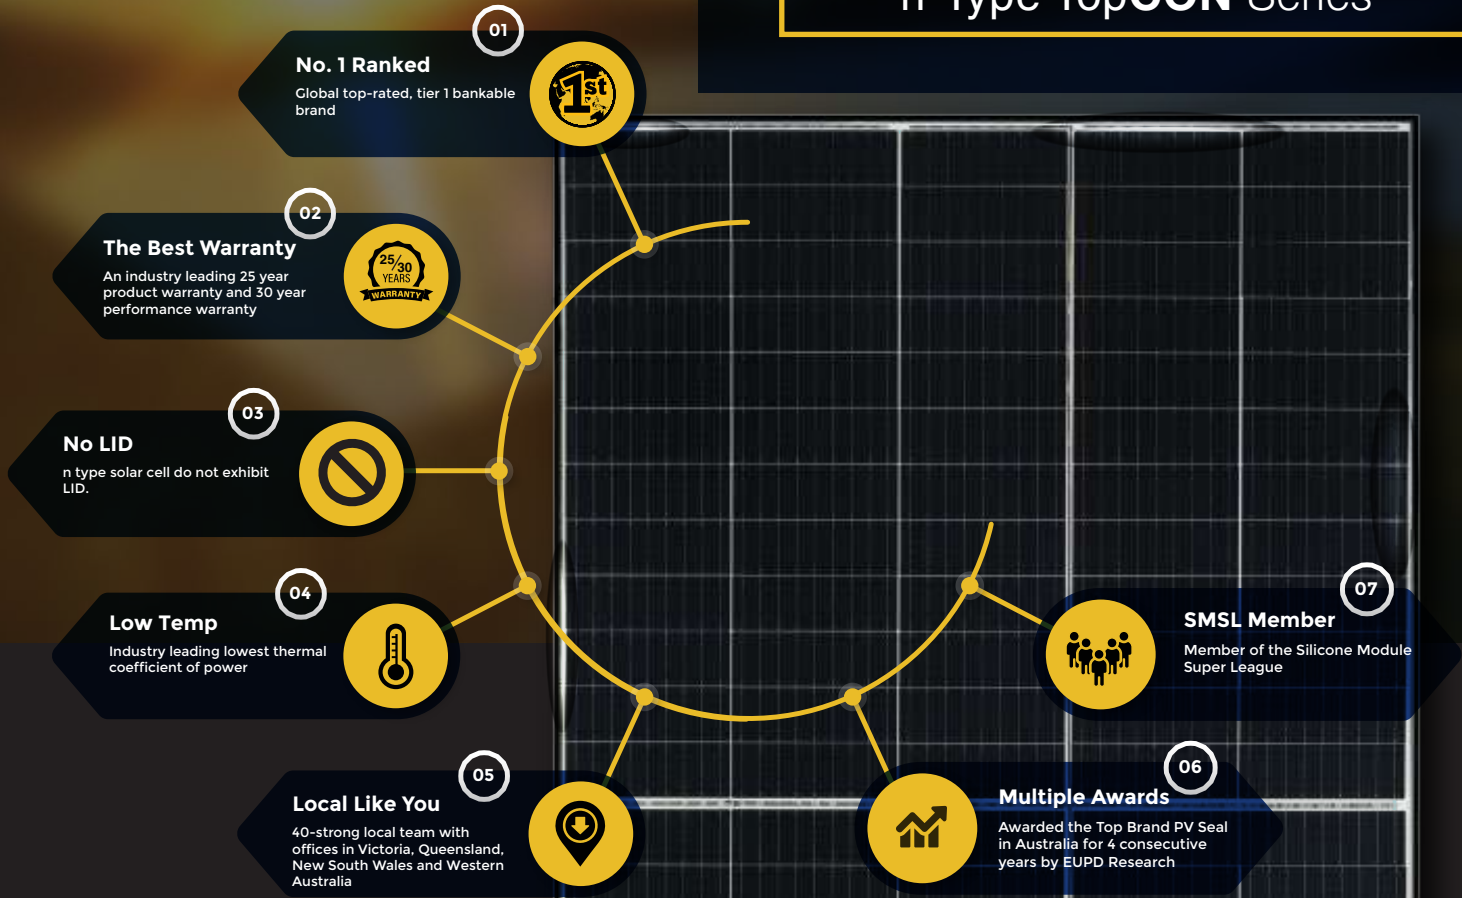 n-Type TopCON Series
01
No. 1 Ranked
Global top-rated, tier 1 bankable
brand
1st
02
The Best Warranty
An industry leading 25 year
product warranty and 30 year
performance warranty
25/30
YEARS
WARRANTY
03
No LID
n type solar cell do not exhibit
LID.
04
Low Temp
Industry leading lowest thermal
coefficient of power
05
Local Like You
40-strong local team with
offices in Victoria, Queensland,
New South Wales and Western
Australia
06
Multiple Awards
Awarded the Top Brand PV Seal
in Australia for 4 consecutive
years by EUPD Research
07
SMSL Member
Member of the Silicone Module
Super League